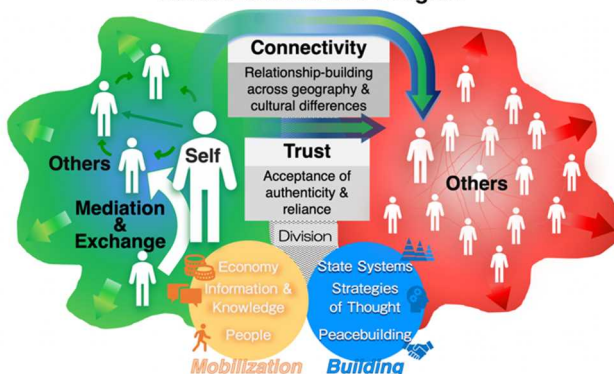 Connectivity
Relationship-building
across geography &
cultural differences
Others
Self
Trust
Acceptance of
authenticity &
reliance
Others
Mediation
&
Exchange
Division
Economy
Information &
Knowledge
People
State Systems
Strategies
of Thought
Peacebuilding
Mobilization
Building